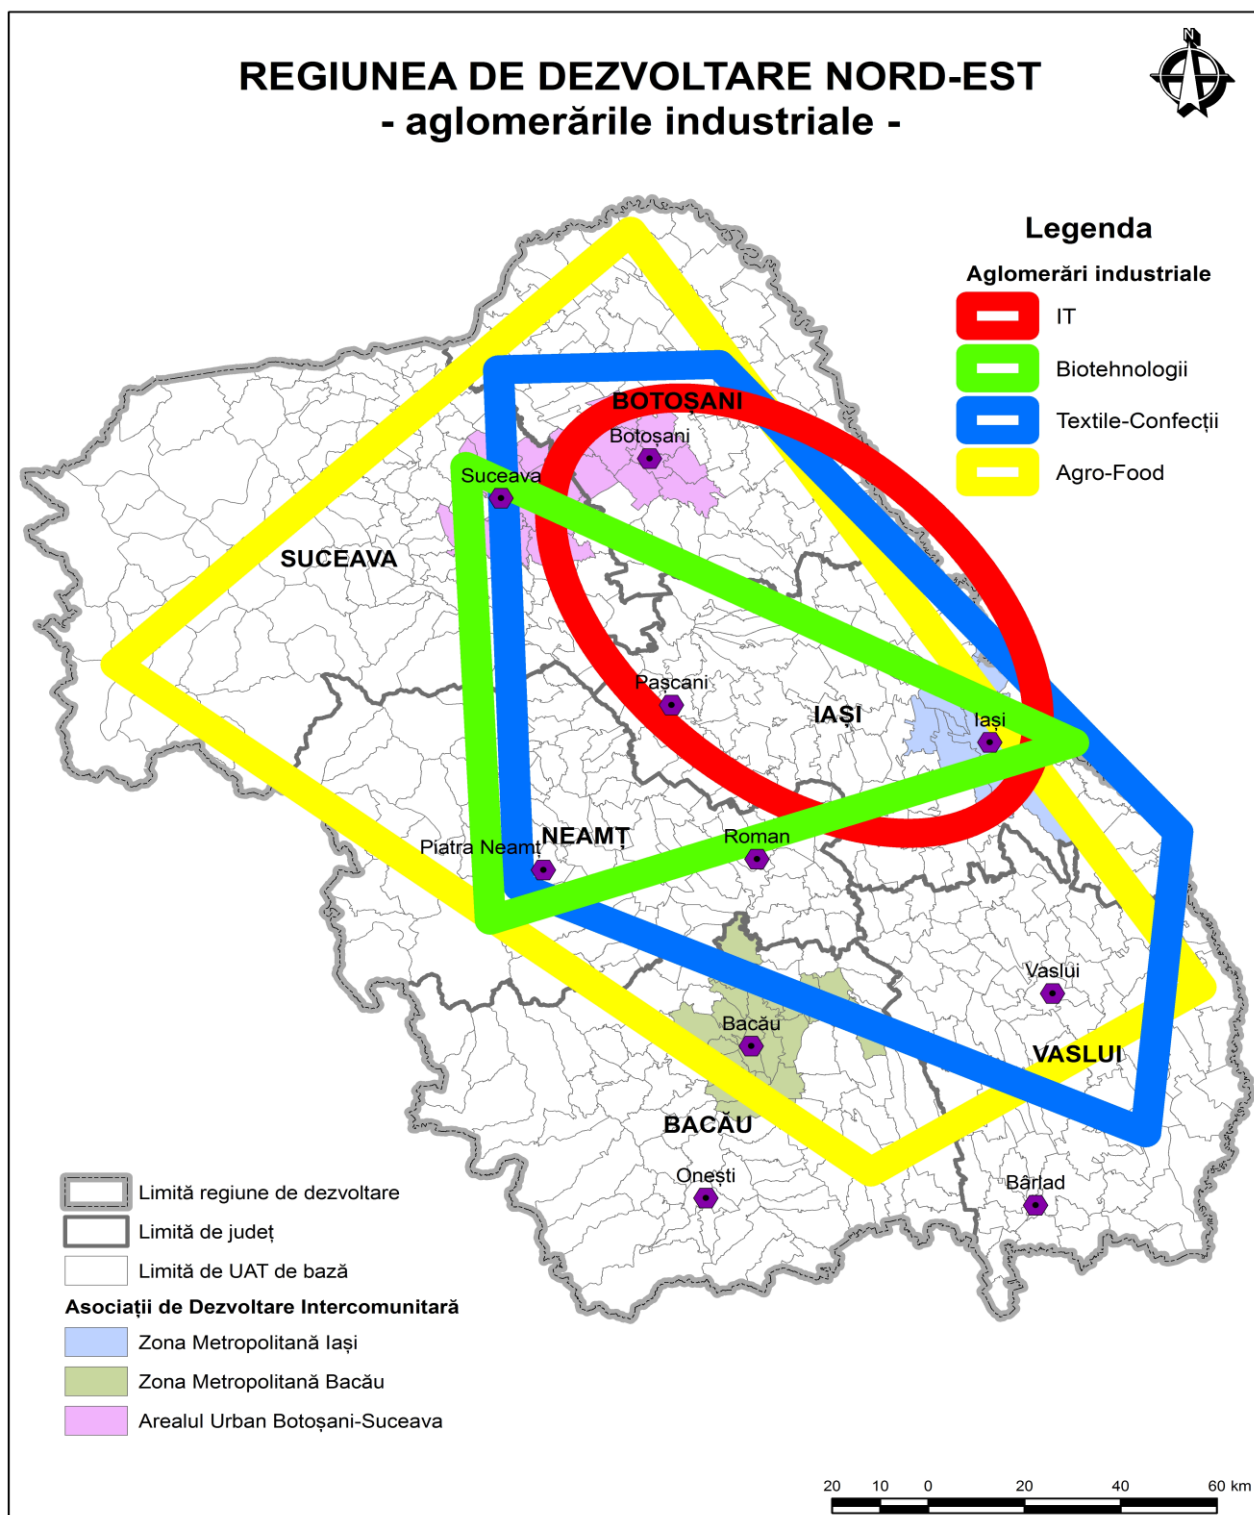 REGIUNEA DE DEZVOLTARE NORD-EST
- aglomerările industriale -
N
Legenda
Aglomerări industriale
IT
Biotehnologii
Textile-Confecții
Agro-Food
BOTOȘANI
Botoșani
Suceava
SUCEAVA
Pașcani
IAȘI
Iași
NEAMȚ
Roman
Piatra Neamț
Vaslui
Bacău
VASLUI
BACĂU
Onești
Bârlad
Limită regiune de dezvoltare
Limită de județ
Limită de UAT de bază
Asociații de Dezvoltare Intercomunitară
Zona Metropolitană Iași
Zona Metropolitană Bacău
Arealul Urban Botoșani-Suceava
20 10 0 20 40 60 km